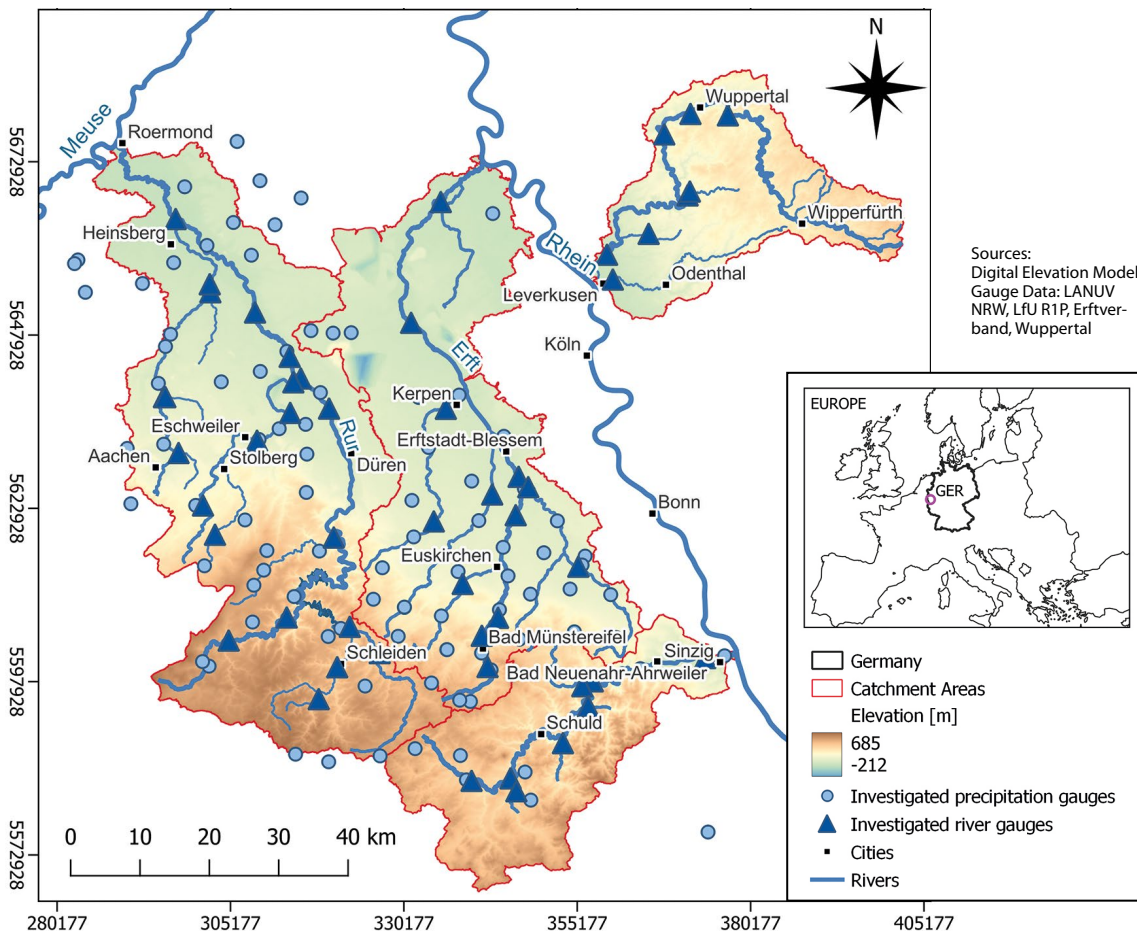 N
Meuse
Roermond
Wuppertal
Heinsberg
Wipperfürth
Rhein
Odenthal
Leverkusen
Sources:
Digital Elevation Model
Gauge Data: LANUV
NRW, LfU R1P, Erftver-
band, Wuppertal
Köln
Erft
Kerpen
Eschweiler
Rur
Erftstadt-Blessem
Aachen
Stolberg
Düren
Bonn
Euskirchen
Bad Münstereifel
Schleiden
Sinzig
Bad Neuenahr-Ahrweiler
Schuld
EUROPE
GER
Germany
Catchment Areas
Elevation [m]
685
-212
Investigated precipitation gauges
Investigated river gauges
Cities
Rivers
0 10 20 30 40 km
5672928
5647928
5622928
5597928
5572928
280177 305177 330177 355177 380177 405177